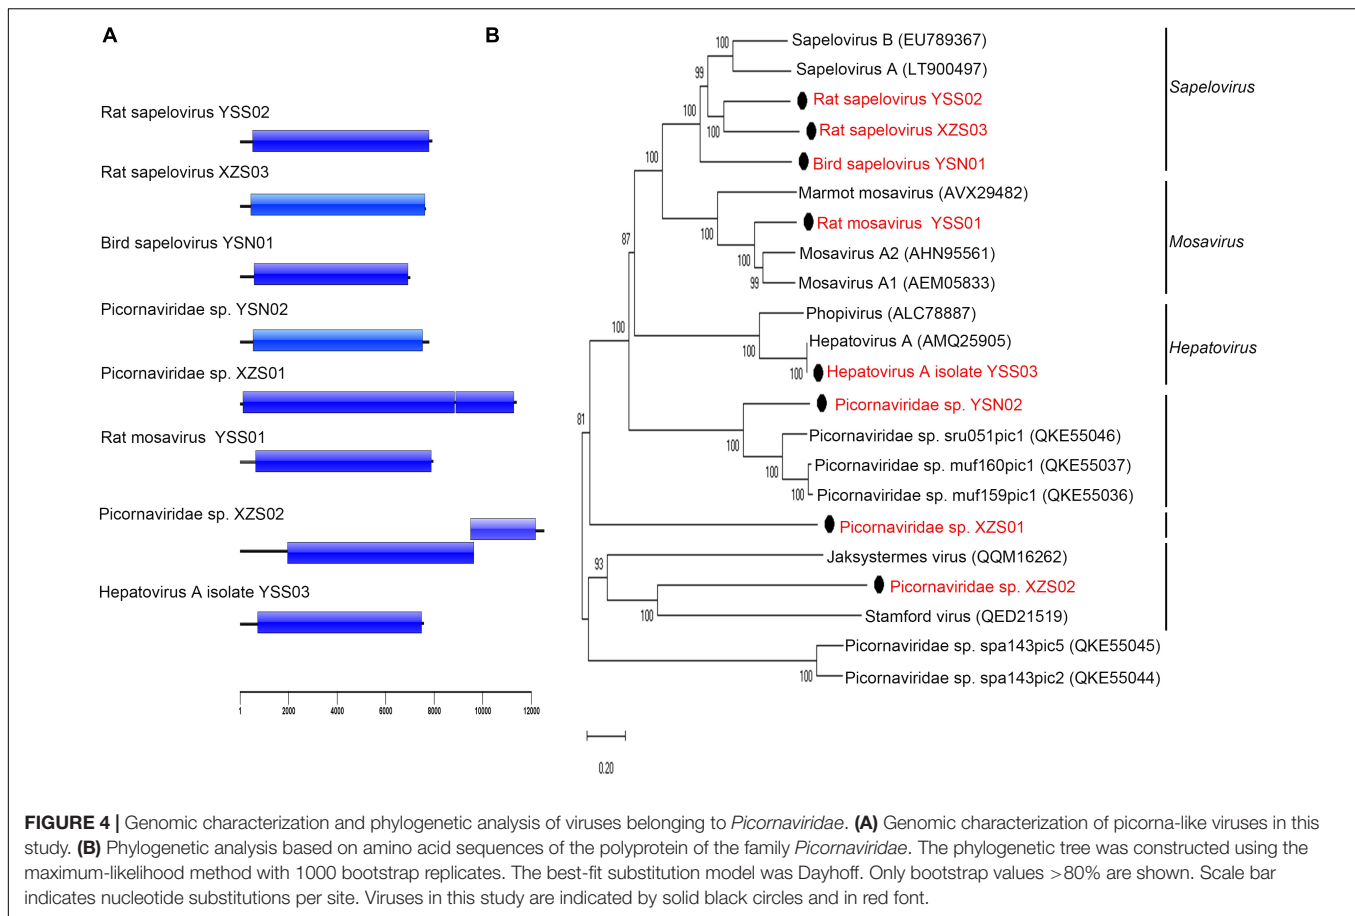 A
Rat sapelovirus YSS02
Rat sapelovirus XZS03
Bird sapelovirus YSN01
Picornaviridae sp. YSN02
Picornaviridae sp. XZS01
Rat mosavirus YSS01
Picornaviridae sp. XZS02
Hepatovirus A isolate YSS03
1 2000 4000 6000 8000 10000 12000
B
100 Sapelovirus B (EU789367)
99 Sapelovirus A (LT900497)
Rat sapelovirus YSS02
100 100 Rat sapelovirus XZS03
100 Bird sapelovirus YSN01
Sapelovirus
Marmot mosavirus (AVX29482)
100 Rat mosavirus YSS01
87 100 Mosavirus A2 (AHN95561)
99 Mosavirus A1 (AEM05833)
Mosavirus
Phopivirus (ALC78887)
100 100 Hepatovirus A (AMQ25905)
100 Hepatovirus A isolate YSS03
Hepatovirus
Picornaviridae sp. YSN02
81 100 Picornaviridae sp. sru051pic1 (QKE55046)
100 Picornaviridae sp. muf160pic1 (QKE55037)
100 Picornaviridae sp. muf159pic1 (QKE55036)
Picornaviridae sp. XZS01
93 Jaksystermes virus (QQM16262)
Picornaviridae sp. XZS02
100 Stamford virus (QED21519)
Picornaviridae sp. spa143pic5 (QKE55045)
100 Picornaviridae sp. spa143pic2 (QKE55044)
0.20
FIGURE 4 | Genomic characterization and phylogenetic analysis of viruses belonging to Picornaviridae. (A) Genomic characterization of picorna-like viruses in this
study. (B) Phylogenetic analysis based on amino acid sequences of the polyprotein of the family Picornaviridae. The phylogenetic tree was constructed using the
maximum-likelihood method with 1000 bootstrap replicates. The best-fit substitution model was Dayhoff. Only bootstrap values >80% are shown. Scale bar
indicates nucleotide substitutions per site. Viruses in this study are indicated by solid black circles and in red font.